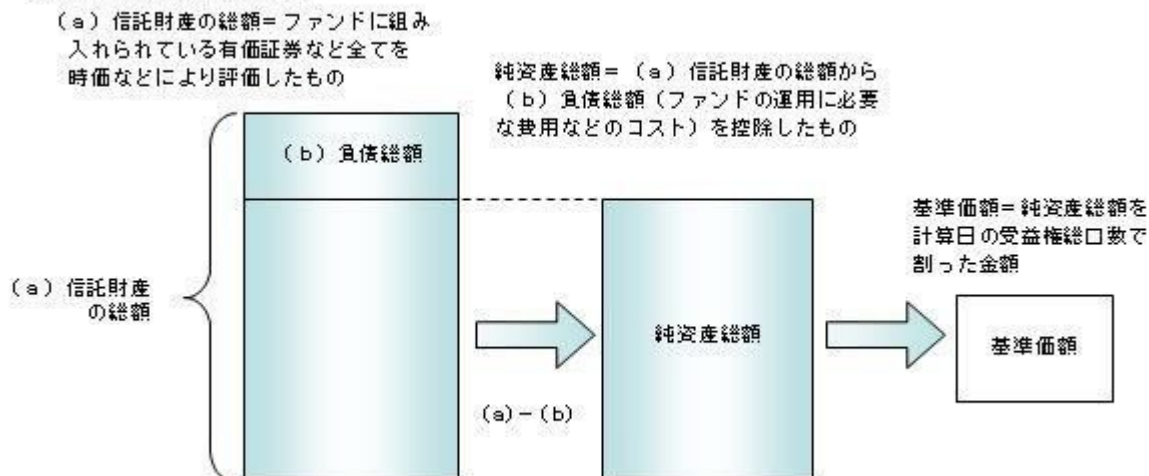 (a)信託財産の総額=ファンドに組み
入れられている有価証券など全てを
時価などにより評価したもの
純資産総額=(a)信託財産の総額から
(b)負債総額(ファンドの運用に必要
な費用などのコスト)を控除したもの
(b)負債総額
基準価額=純資産総額を
計算日の受益権総口数で
割った金額
(a)信託財産
の総額
純資産総額
基準価額
(a)-(b)